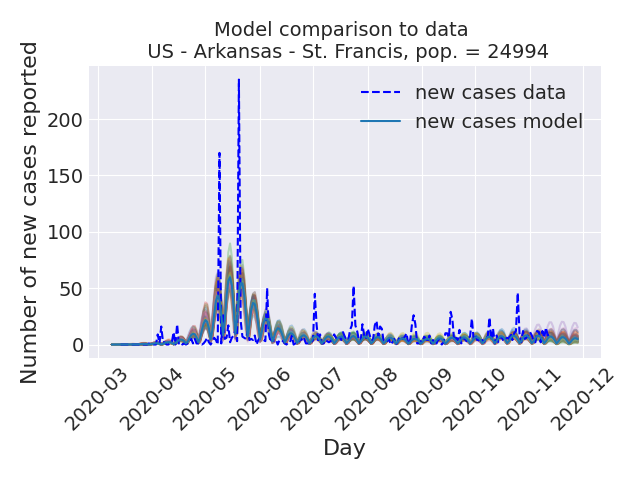 Model comparison to data
US - Arkansas - St. Francis, pop. = 24994
Number of new cases reported
200
150
100
50
0
new cases data
new cases model
2020-03
2020-04
2020-05
2020-06
2020-07
2020-08
2020-09
2020-10
2020-11
2020-12
Day